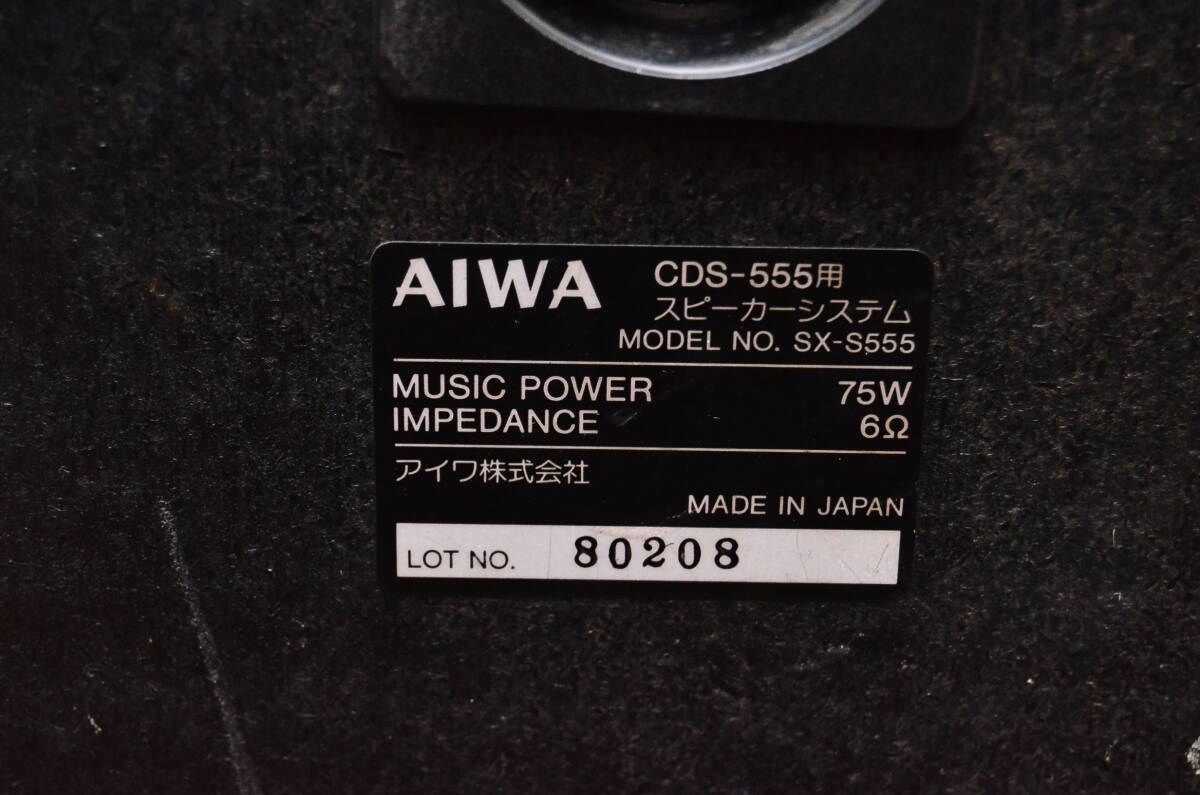 AIWA CDS-555用
スピーカーシステム
MODEL NO. SX-S555
MUSIC POWER 75W
IMPEDANCE 6Ω
アイワ株式会社
MADE IN JAPAN
LOT NO. 80208